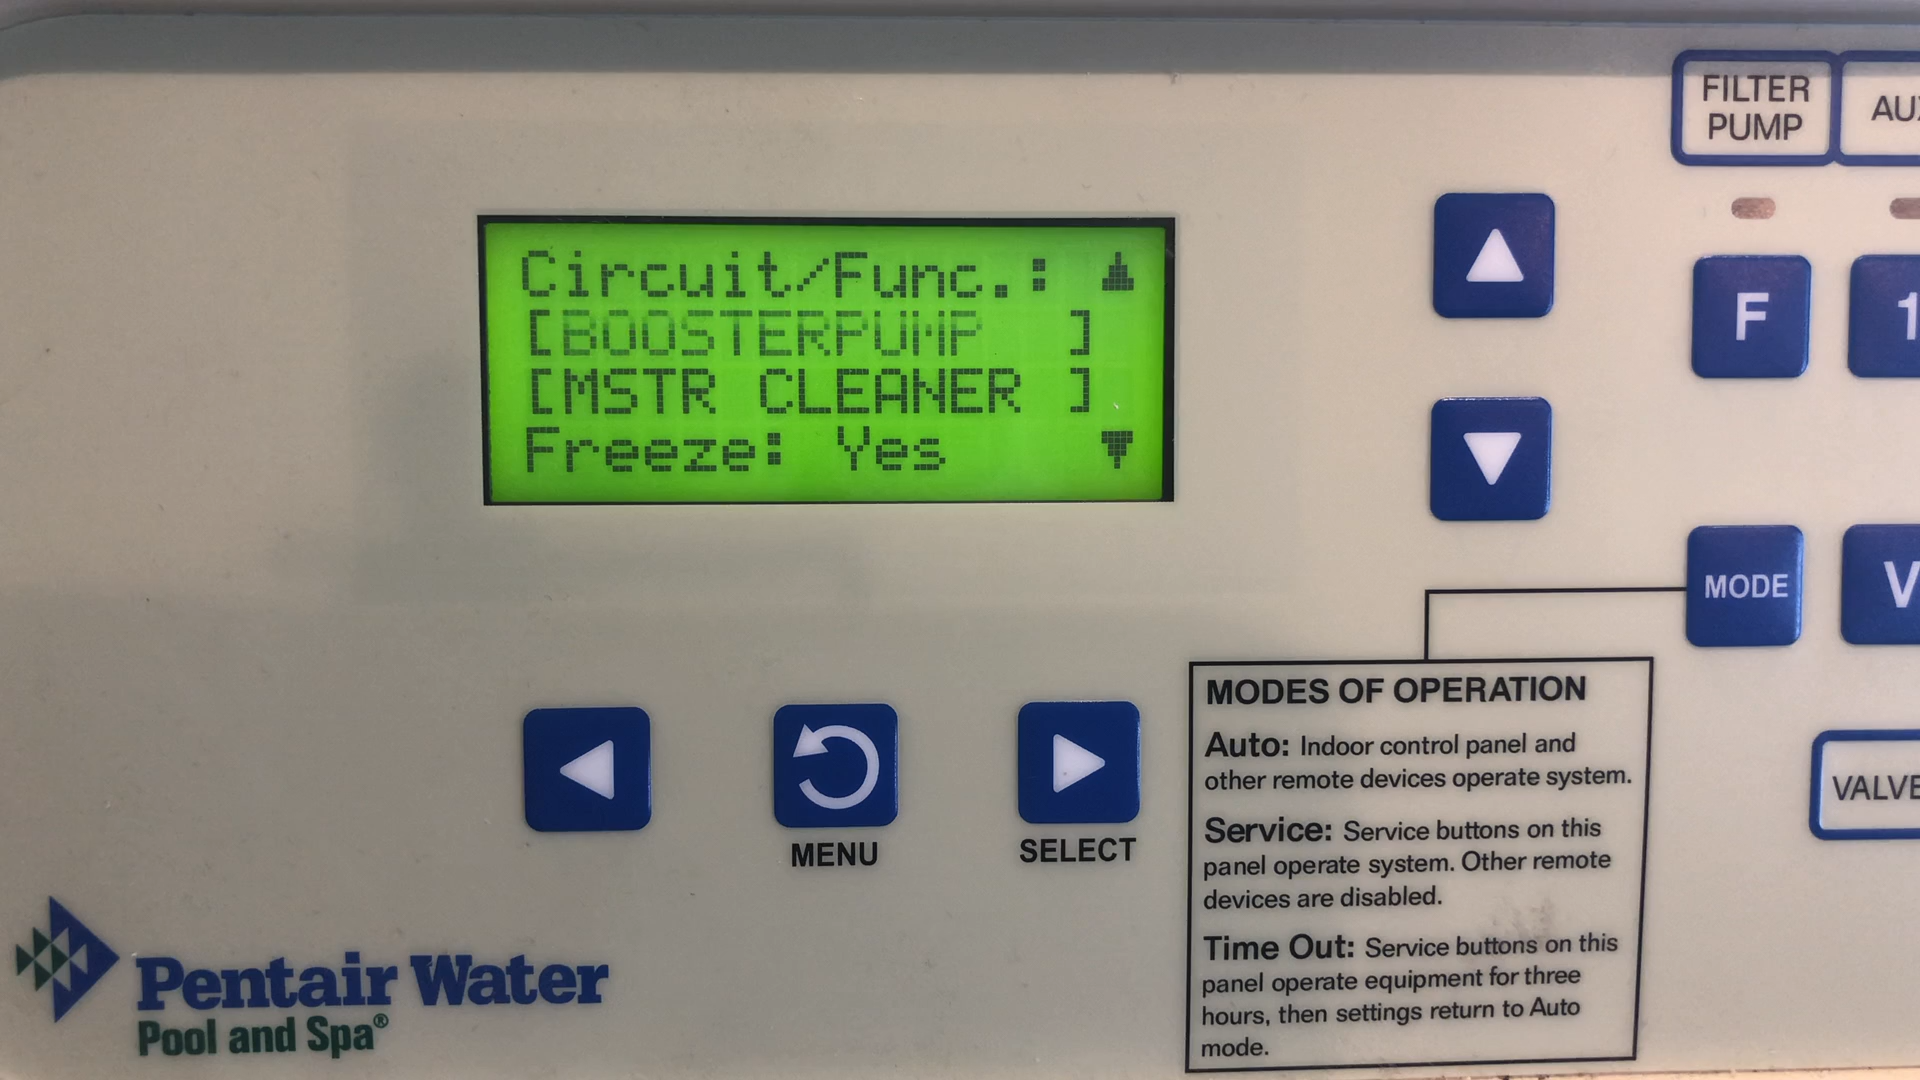 FILTER
PUMP
Circuit/Func.:
[BOOSTERPUMP ]
[MSTR CLEANER ]
Freeze: Yes
F
1
MODE
V
MENU
SELECT
MODES OF OPERATION
Auto: Indoor control panel and
other remote devices operate system.
Service: Service buttons on this
panel operate system. Other remote
devices are disabled.
Time Out: Service buttons on this
panel operate equipment for three
hours, then settings return to Auto
mode.
Pentair Water
Pool and Spa®